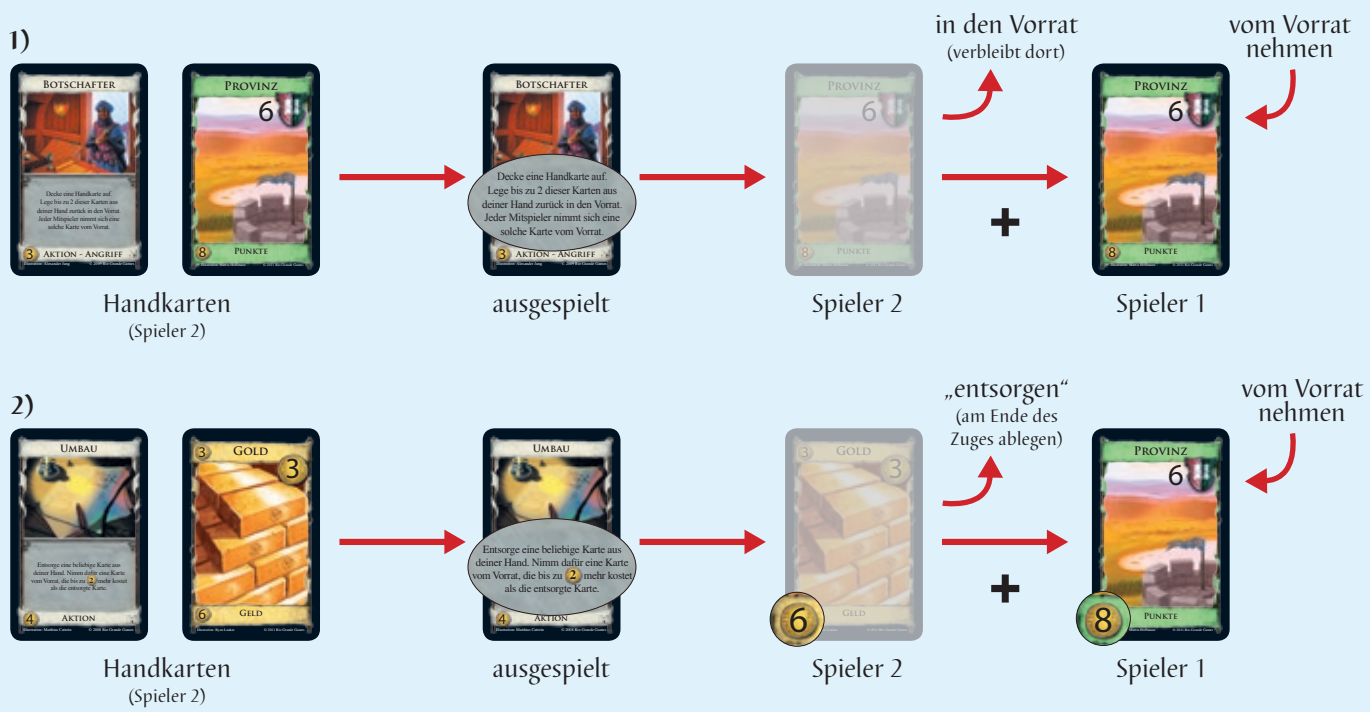 1)
in den Vorrat
(verbleibt dort)
vom Vorrat
nehmen
BOTSCHAFTER
Decke eine Handkarte auf.
Lege bis zu 2 dieser Karten aus
deiner Hand zurück in den Vorrat.
Jeder Mitspieler nimmt sich eine
solche Karte vom Vorrat.
3 AKTION - ANGRIFF
PROVINZ
6
8 PUNKTE
BOTSCHAFTER
Decke eine Handkarte auf.
Lege bis zu 2 dieser Karten aus
deiner Hand zurück in den Vorrat.
Jeder Mitspieler nimmt sich eine
solche Karte vom Vorrat.
3 AKTION - ANGRIFF
PROVINZ
6
8 PUNKTE
+
PROVINZ
6
8 PUNKTE
Handkarten
(Spieler 2)
ausgespielt
Spieler 2
Spieler 1
2)
„entsorgen“
(am Ende des
Zuges ablegen)
vom Vorrat
nehmen
UMBAU
Entsorge eine beliebige Karte aus
deiner Hand. Nimm dafür eine Karte
vom Vorrat, die bis zu 2 mehr kostet
als die entsorgte Karte.
4 AKTION
3 GOLD 3
6 GELD
UMBAU
Entsorge eine beliebige Karte aus
deiner Hand. Nimm dafür eine Karte
vom Vorrat, die bis zu 2 mehr kostet
als die entsorgte Karte.
4 AKTION
3 GOLD 3
6 GELD
+
PROVINZ
6
8 PUNKTE
Handkarten
(Spieler 2)
ausgespielt
Spieler 2
Spieler 1